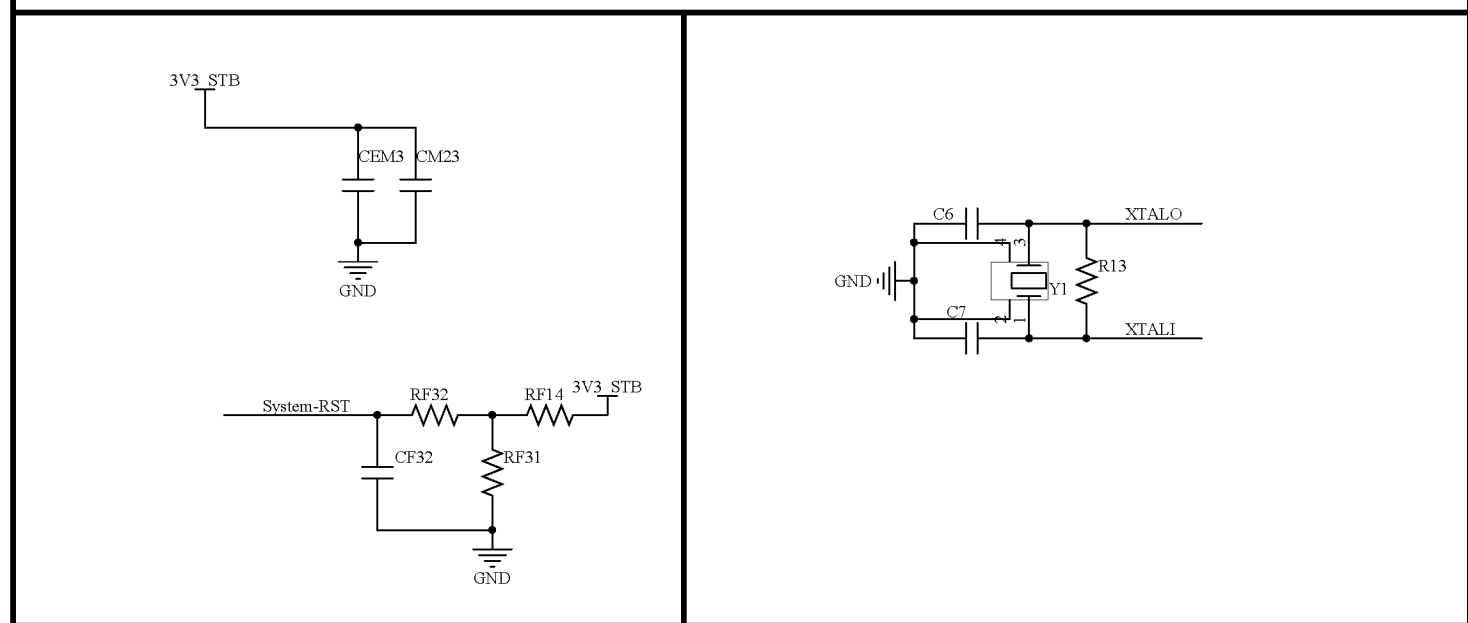 3V3_STB
CEM3 CM23
GND
System-RST RF32 RF14 3V3_STB
CF32 RF31
GND
C6 XTALO
4 3
GND R13
Y1
C7
2 1
XTALI